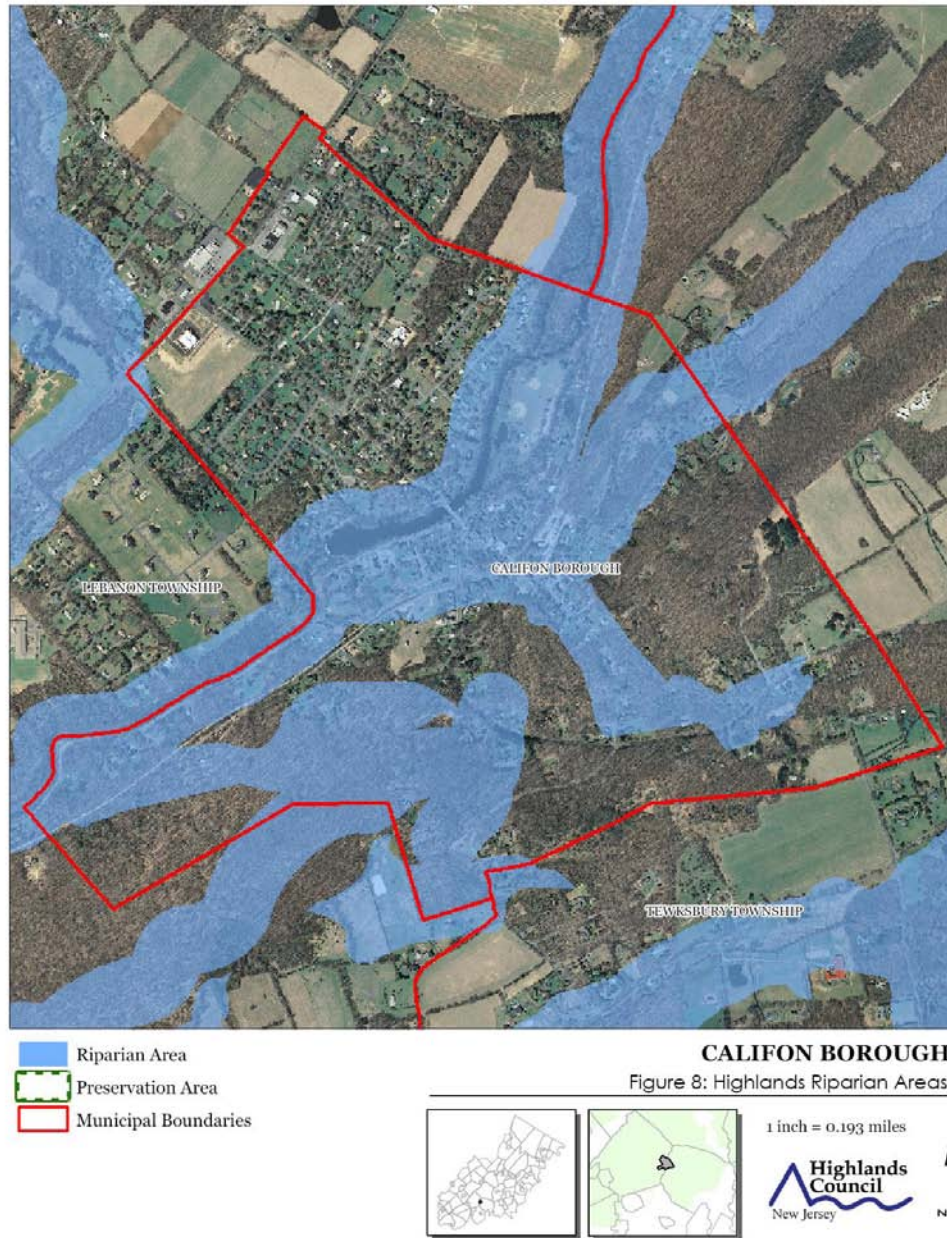 LEBANON TOWNSHIP
CALIFON BOROUGH
TEWKSBURY TOWNSHIP
Riparian Area
Preservation Area
Municipal Boundaries
CALIFON BOROUGH
Figure 8: Highlands Riparian Areas
1 inch = 0.193 miles
Highlands
Council
New Jersey
N